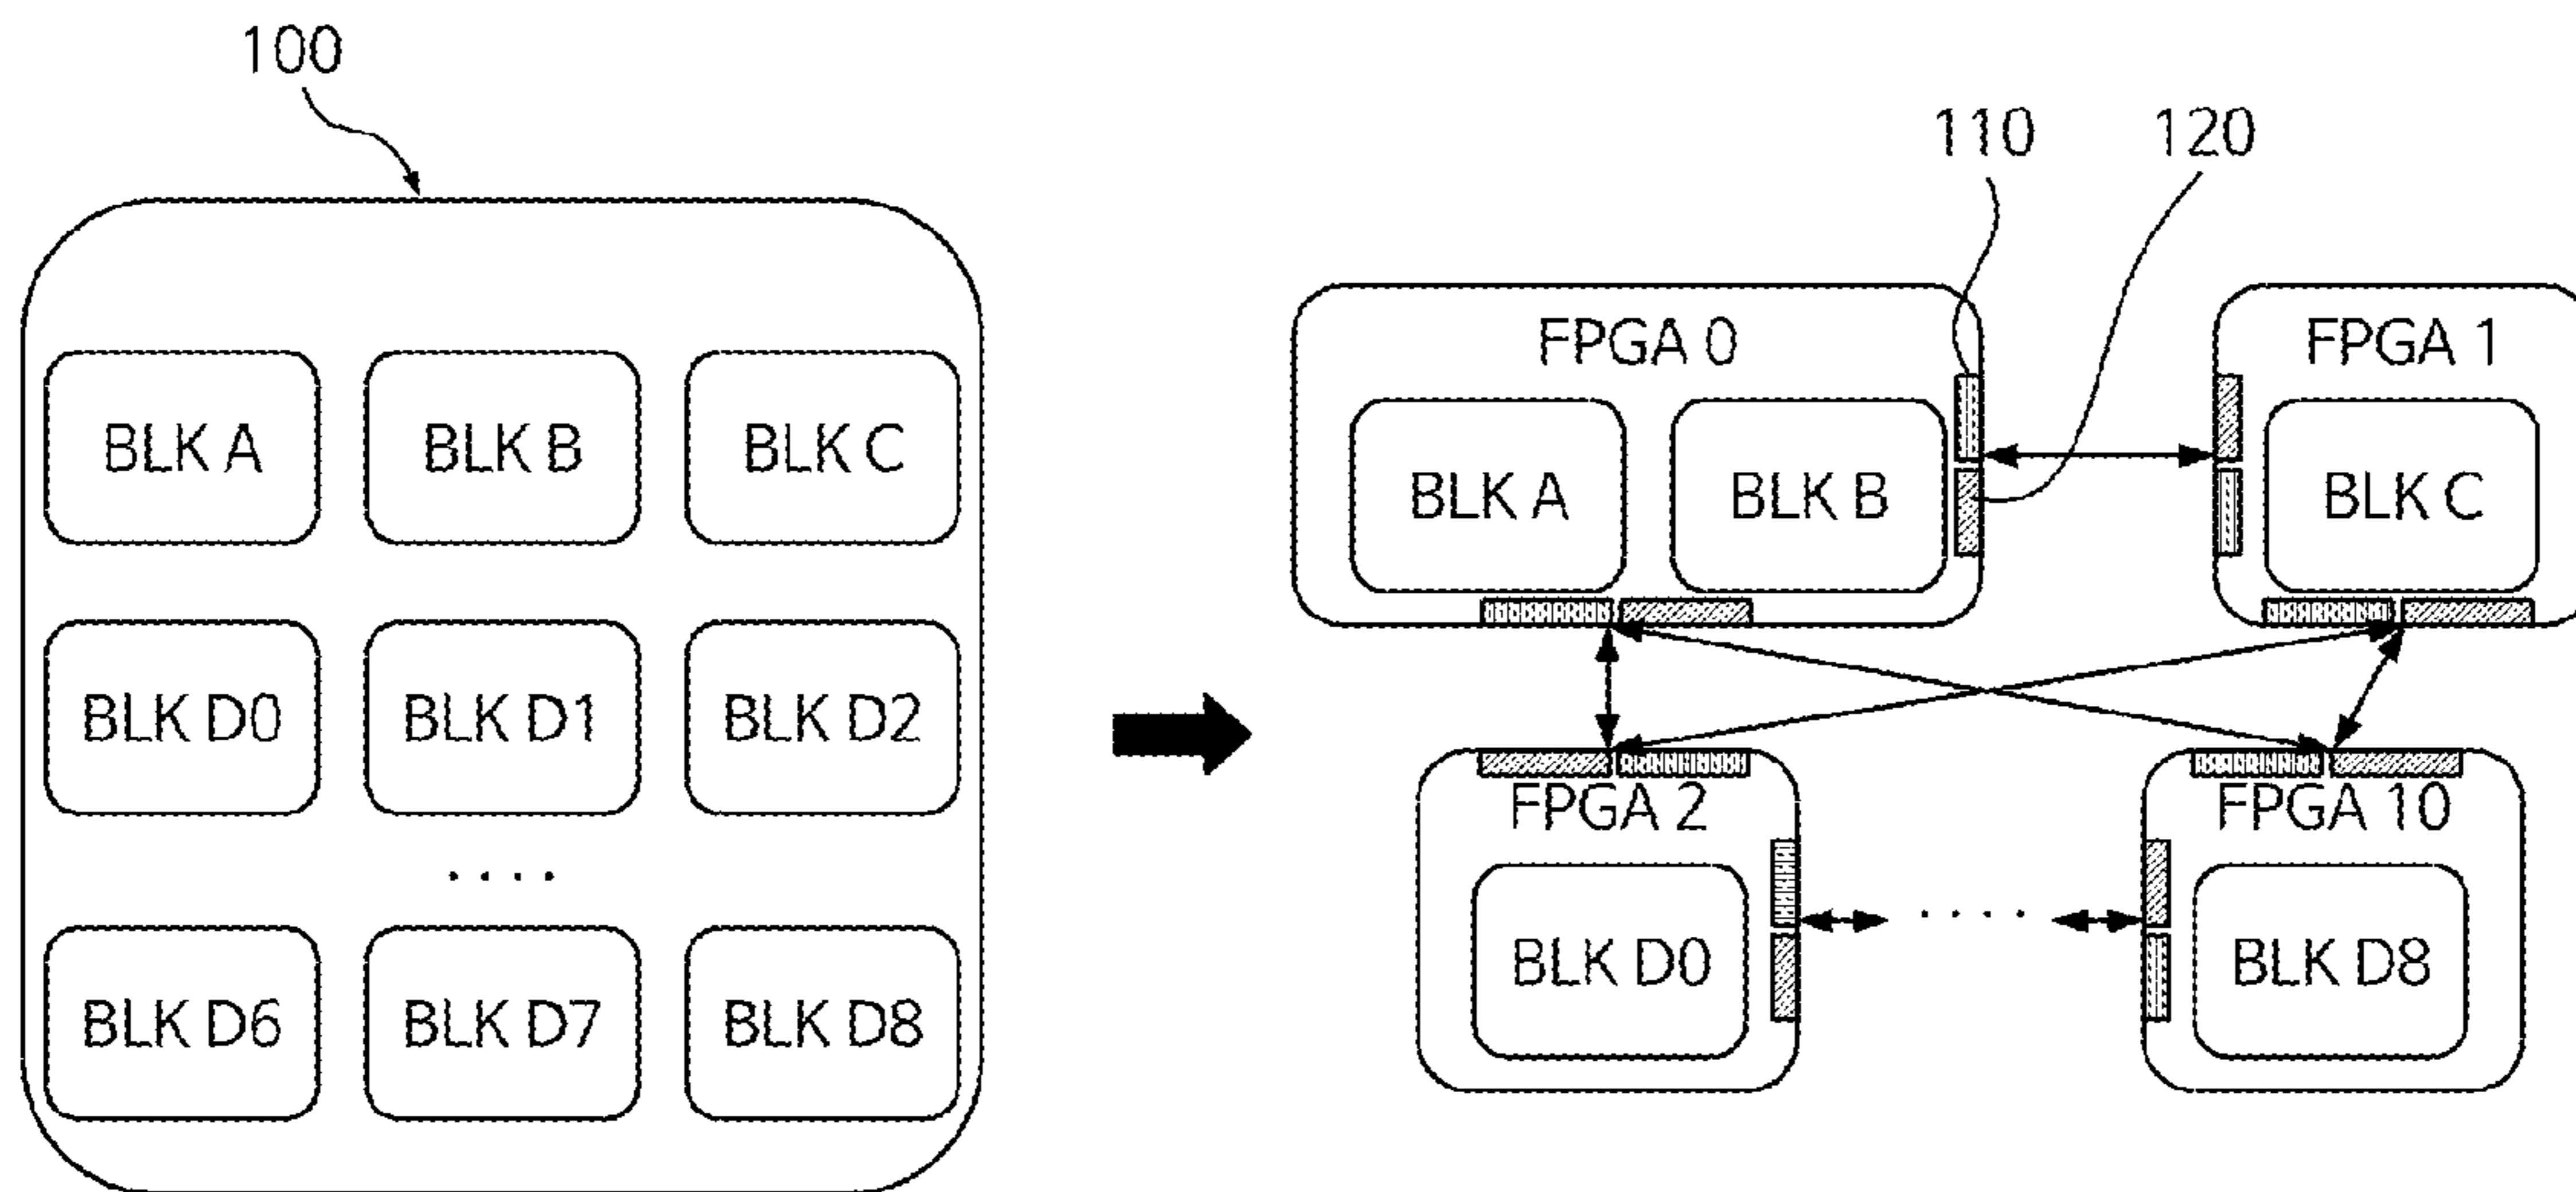 100
110 120
FPGA 0 FPGA 1
BLK A BLK B BLK C
BLK A BLK B BLK C
BLK D0 BLK D1 BLK D2
FPGA 2 FPGA 10
. . . .
. . . .
BLK D0 BLK D8
BLK D6 BLK D7 BLK D8